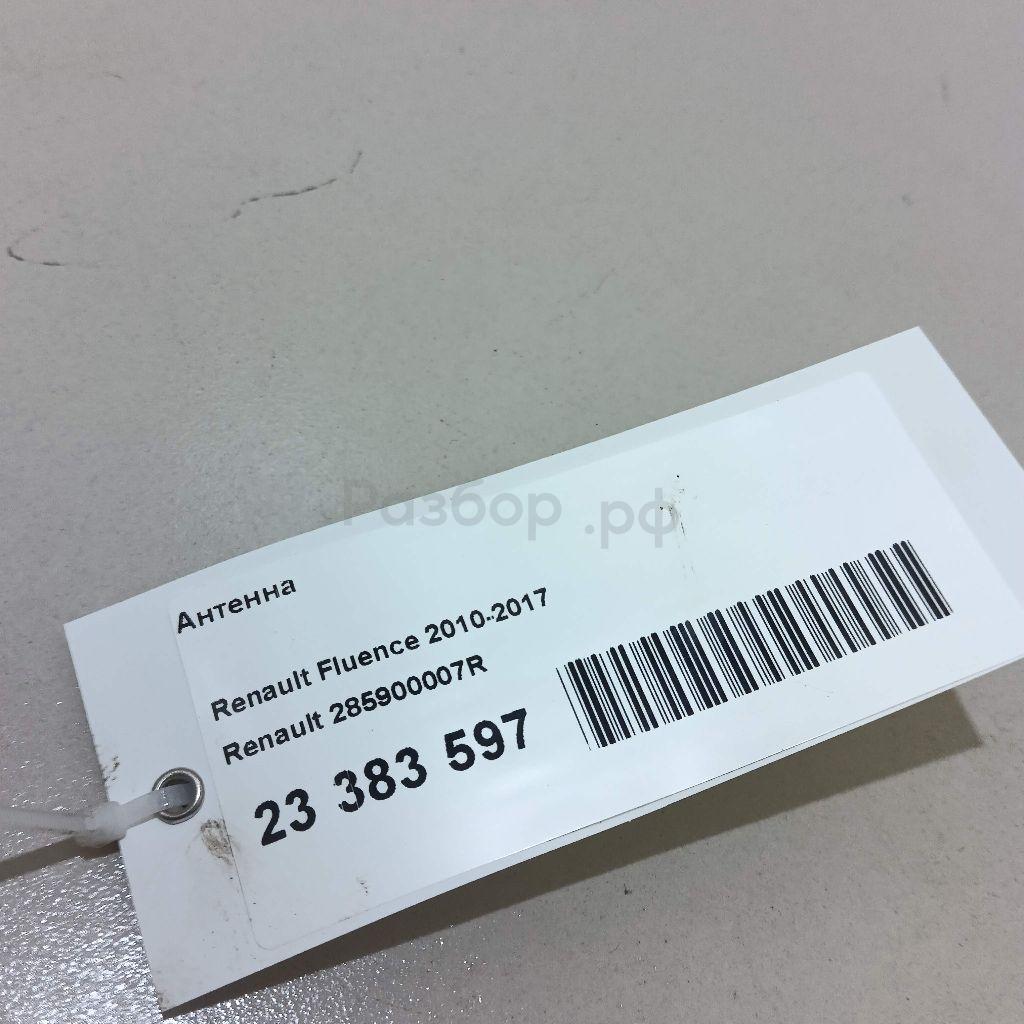 Разбор.рф
Антенна
Renault Fluence 2010-2017
Renault 285900007R
23 383 597